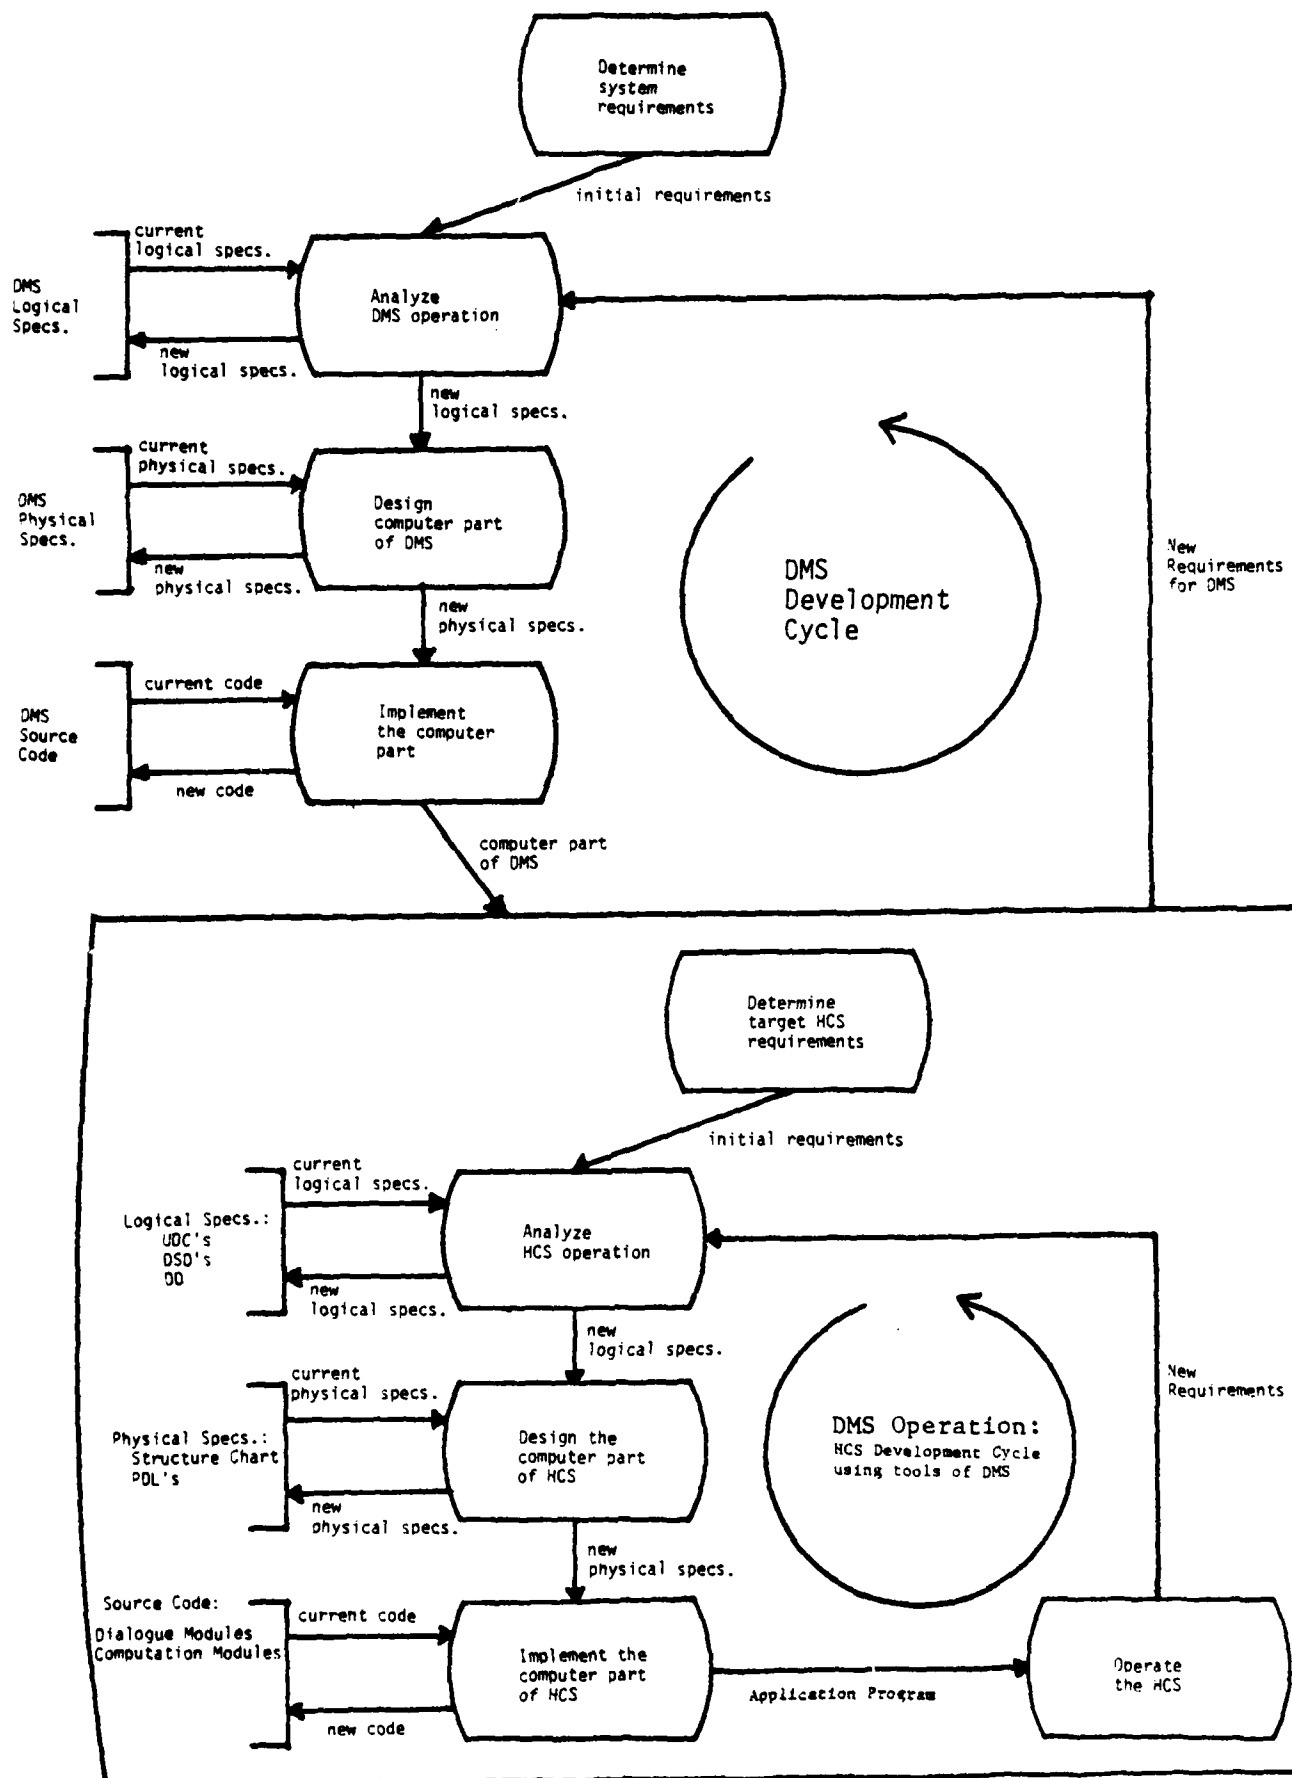 Determine
system
requirements
initial requirements
current
logical specs.
DMS
Logical
Specs.
Analyze
DMS operation
new
logical specs.
new
logical specs.
current
physical specs.
DMS
Physical
Specs.
Design
computer part
of DMS
new
physical specs.
new
physical specs.
DMS
Development
Cycle
New
Requirements
for DMS
current code
DMS
Source
Code
Implement
the computer
part
new code
computer part
of DMS
Determine
target HCS
requirements
initial requirements
current
logical specs.
Logical Specs.:
UDC's
DSD's
DD
Analyze
HCS operation
new
logical specs.
new
logical specs.
current
physical specs.
Physical Specs.:
Structure Chart
PDL's
Design the
computer part
of HCS
new
physical specs.
new
physical specs.
DMS Operation:
HCS Development Cycle
using tools of DMS
New
Requirements
Source Code:
Dialogue Modules
Computation Modules
current code
Implement the
computer part
of HCS
new code
Application Program
Operate
the HCS